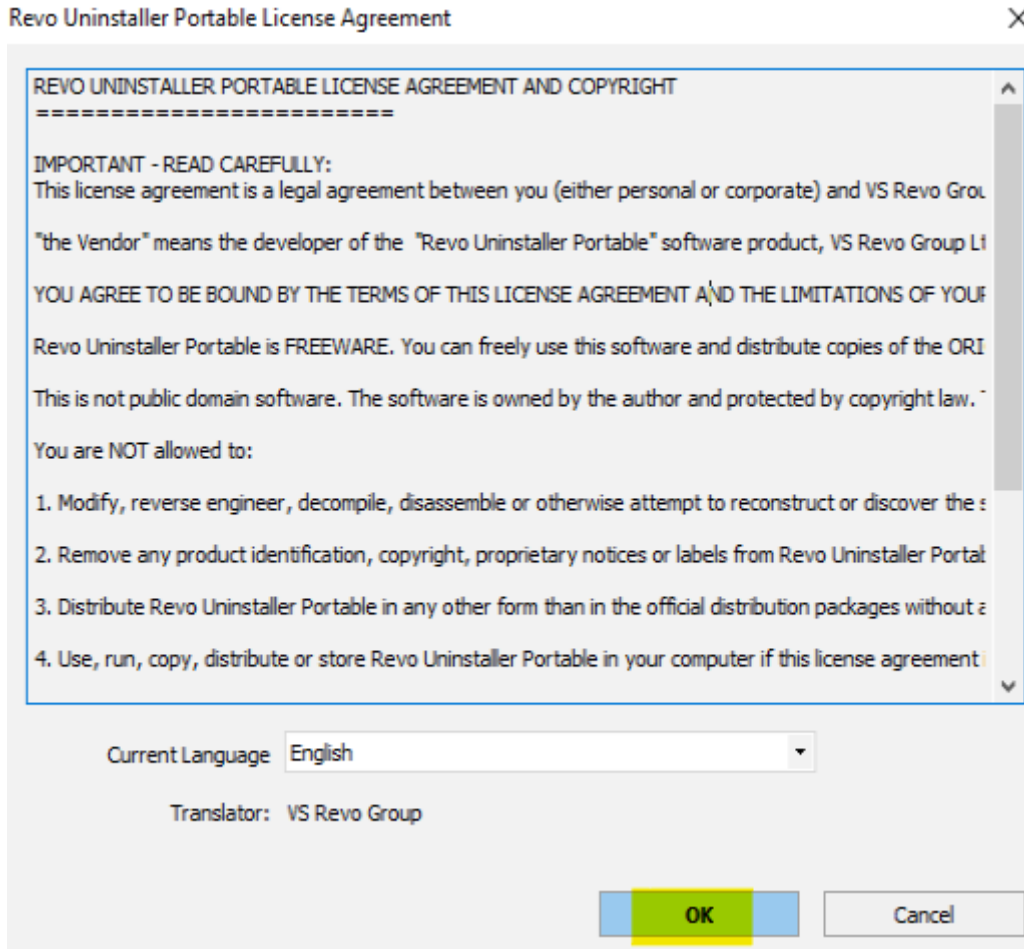 Revo Uninstaller Portable License Agreement
REVO UNINSTALLER PORTABLE LICENSE AGREEMENT AND COPYRIGHT
========================
IMPORTANT - READ CAREFULLY:
This license agreement is a legal agreement between you (either personal or corporate) and VS Revo
"the Vendor" means the developer of the "Revo Uninstaller Portable" software product, VS Revo Group
YOU AGREE TO BE BOUND BY THE TERMS OF THIS LICENSE AGREEMENT AND THE LIMITATIONS OF
Revo Uninstaller Portable is FREEWARE. You can freely use this software and distribute copies of the
This is not public domain software. The software is owned by the author and protected by copyright law.
You are NOT allowed to:
1. Modify, reverse engineer, decompile, disassemble or otherwise attempt to reconstruct or discover the
2. Remove any product identification, copyright, proprietary notices or labels from Revo Uninstaller
3. Distribute Revo Uninstaller Portable in any other form than in the official distribution packages without
4. Use, run, copy, distribute or store Revo Uninstaller Portable in your computer if this license agreement
Current Language English
Translator: VS Revo Group
OK Cancel